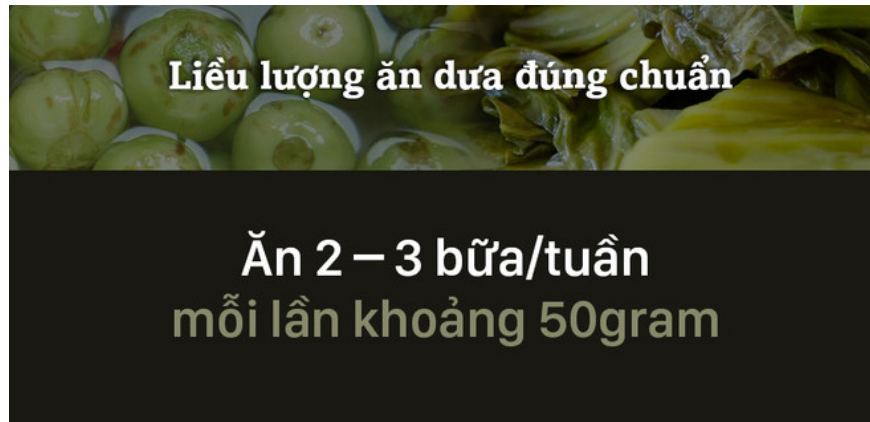 Liều lượng ăn dưa đúng chuẩn
Ăn 2 – 3 bữa/tuần
mỗi lần khoảng 50gram